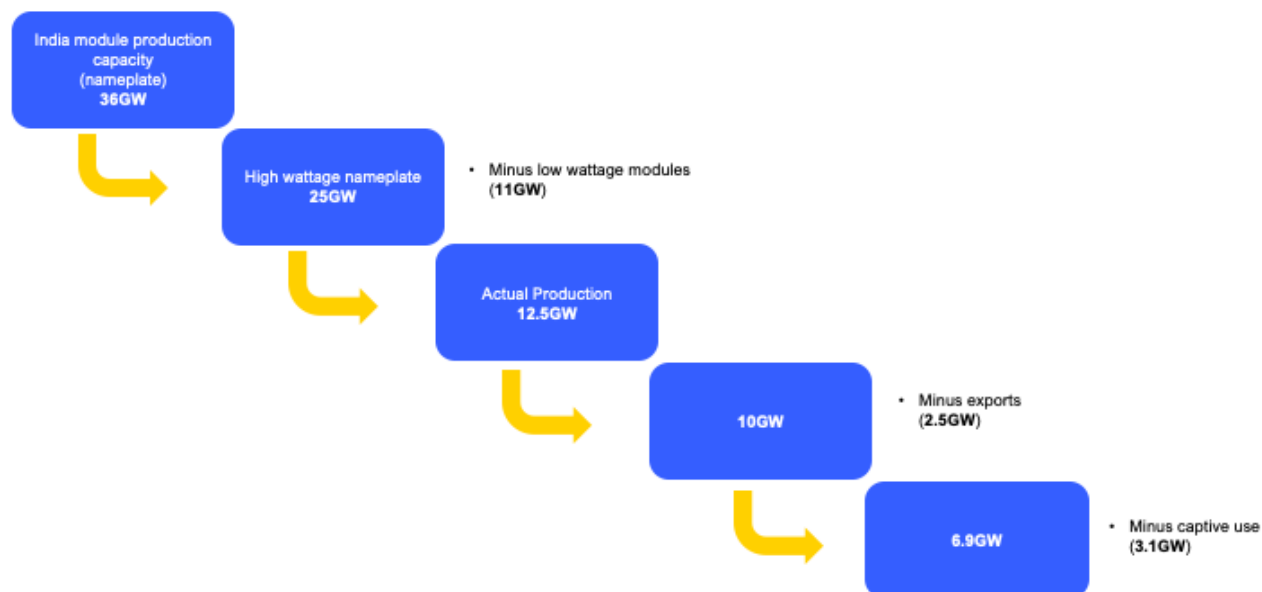 India module production
capacity
(nameplate)
36GW
High wattage nameplate
25GW
• Minus low wattage modules
(11GW)
Actual Production
12.5GW
10GW
• Minus exports
(2.5GW)
6.9GW
• Minus captive use
(3.1GW)